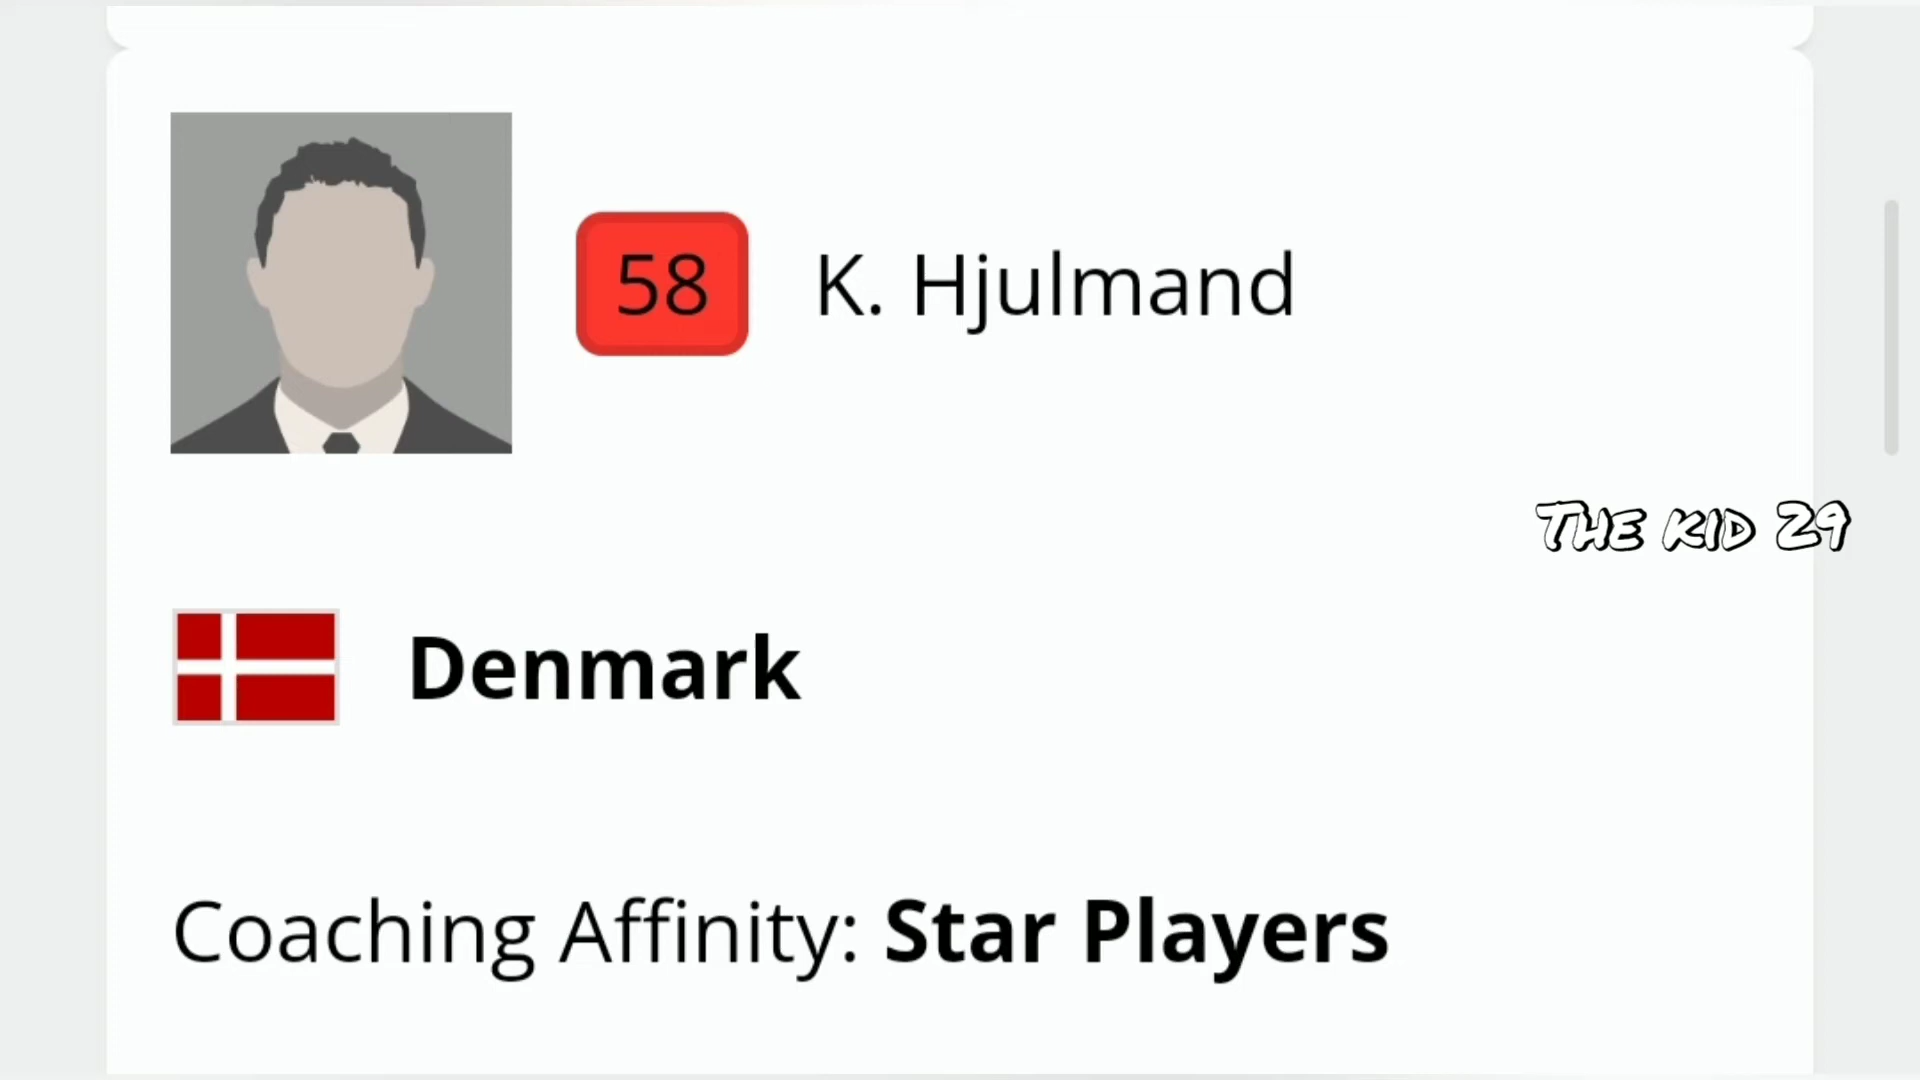 58 K. Hjulmand
THE KID 29
Denmark
Coaching Affinity: Star Players